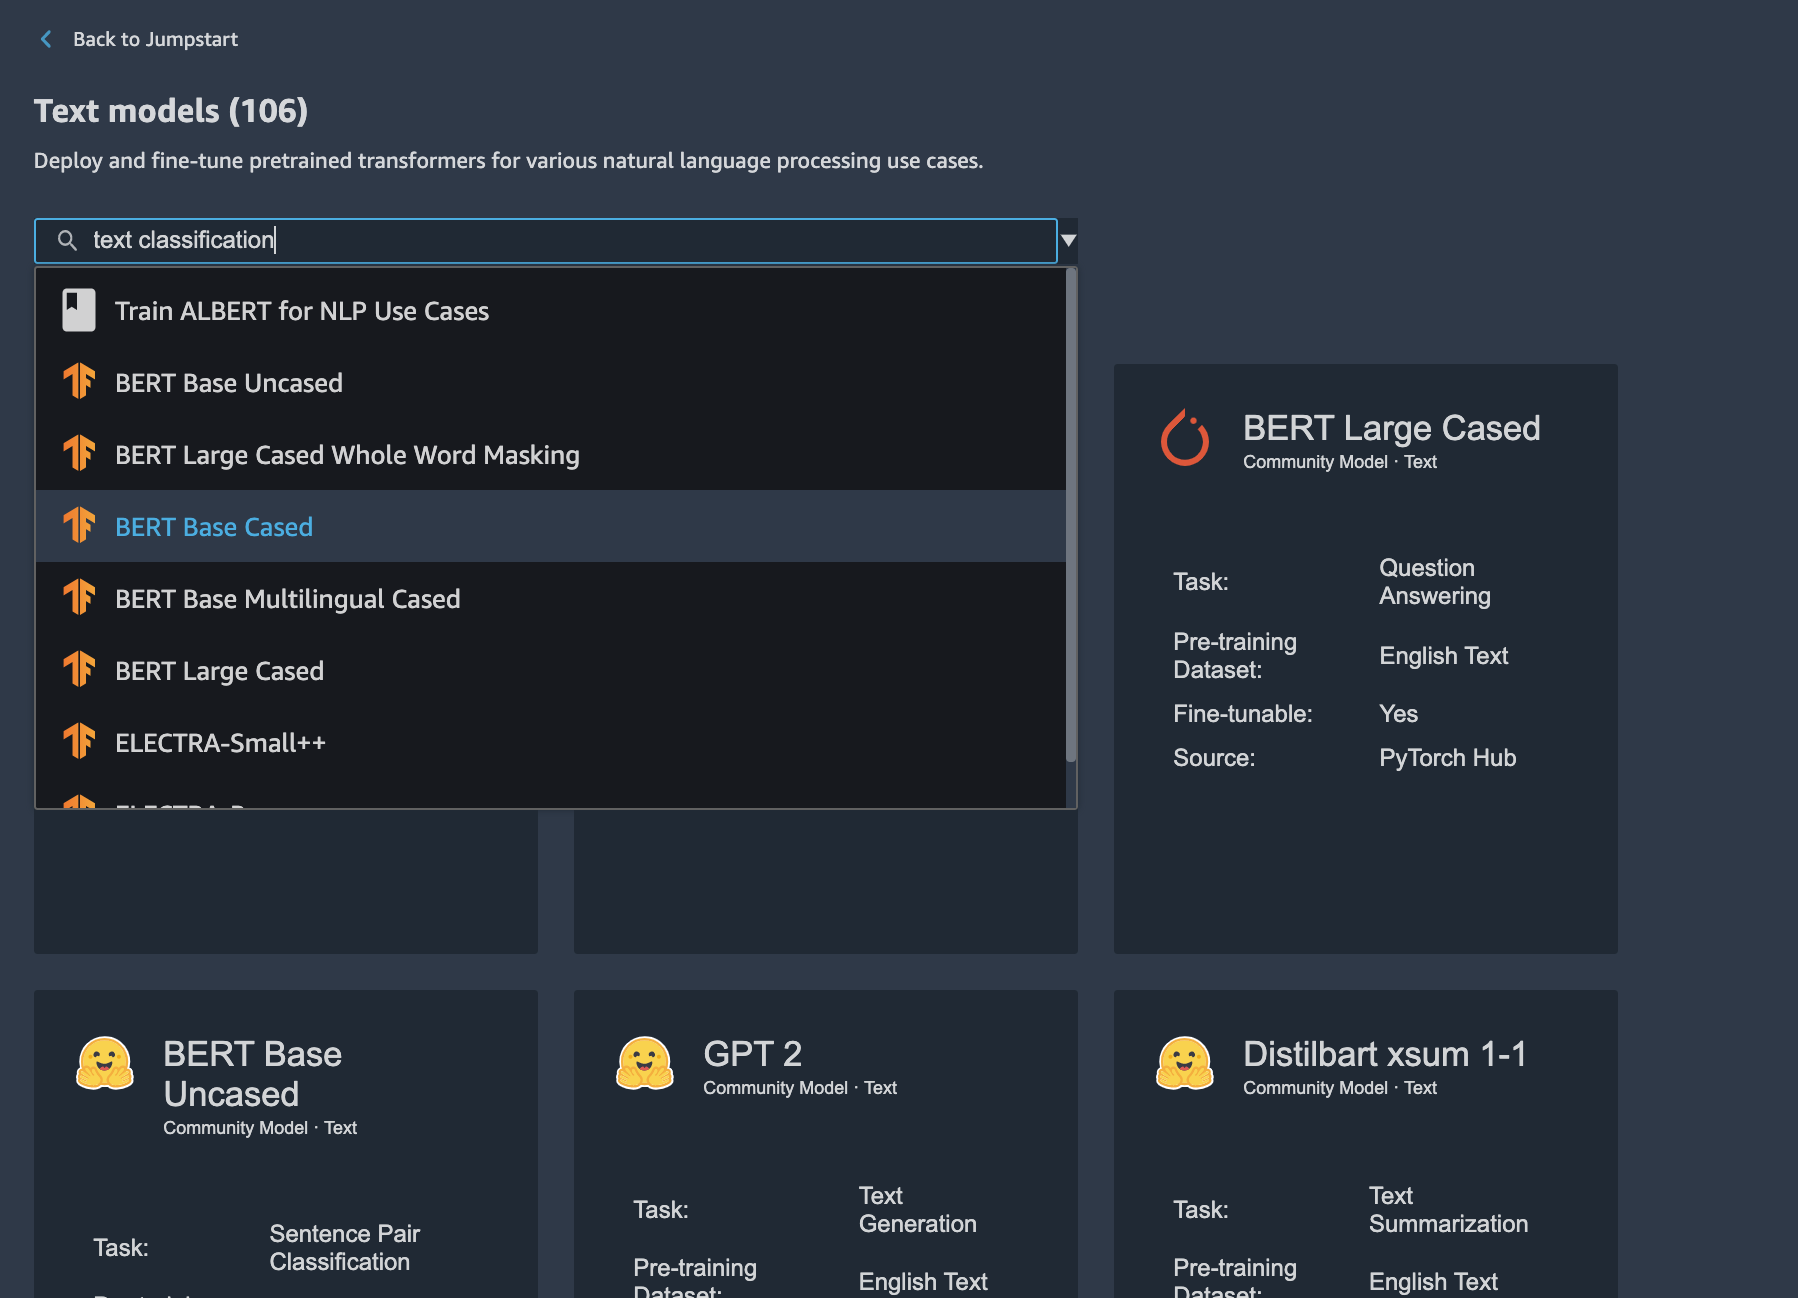 Back to Jumpstart
Text models (106)
Deploy and fine-tune pretrained transformers for various natural language processing use cases.
text classification
Train ALBERT for NLP Use Cases
BERT Base Uncased
BERT Large Cased Whole Word Masking
BERT Base Cased
BERT Base Multilingual Cased
BERT Large Cased
ELECTRA-Small++
BERT Large Cased
Community Model · Text
Task:
Question
Answering
Pre-training
Dataset:
English Text
Fine-tunable:
Yes
Source:
PyTorch Hub
BERT Base
Uncased
Community Model · Text
Task:
Sentence Pair
Classification
GPT 2
Community Model · Text
Task:
Text
Generation
Pre-training
Dataset:
English Text
Distilbart xsum 1-1
Community Model · Text
Task:
Text
Summarization
Pre-training
Dataset:
English Text